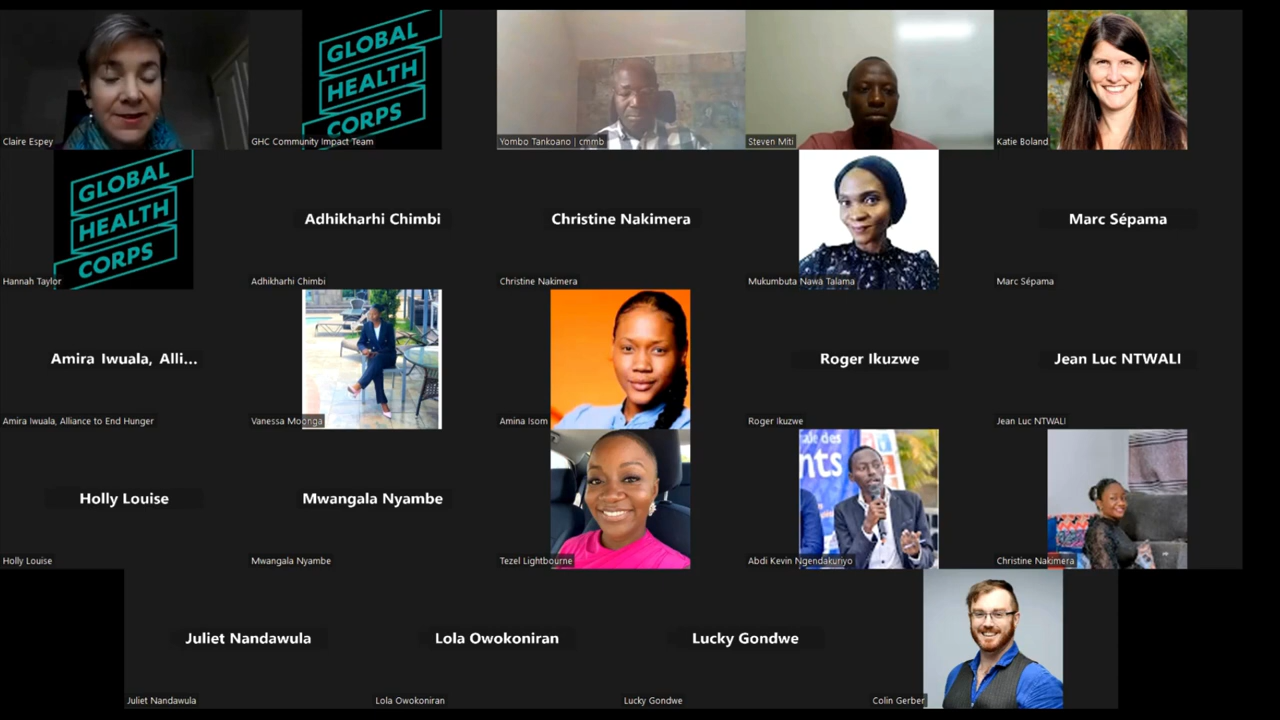 GLOBAL
HEALTH
CORPS
Claire Espey
GHC Community Impact Team
Yombo Tankoano | cmmb
Steven Miti
Katie Boland
GLOBAL
HEALTH
CORPS
Adhikharhi Chimbi
Christine Nakimera
Marc Sépama
Hannah Taylor
Adhikharhi Chimbi
Christine Nakimera
Mukumbuta Nawa Talama
Marc Sépama
Amira Iwuala, Alli...
Roger Ikuzwe
Jean Luc NTWALI
Amira Iwuala, Alliance to End Hunger
Vanessa Moonga
Amina Isom
Roger Ikuzwe
Jean Luc NTWALI
ale des
nts
Holly Louise
Mwangala Nyambe
Holly Louise
Mwangala Nyambe
Tezel Lightbourne
Abdi Kevin Ngendakuriyo
Christine Nakimera
Juliet Nandawula
Lola Owokoniran
Lucky Gondwe
Juliet Nandawula
Lola Owokoniran
Lucky Gondwe
Colin Gerber